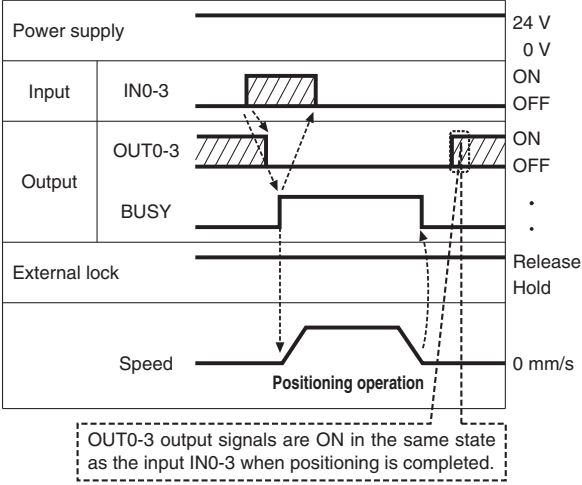 Power supply
24 V
0 V
Input
IN0-3
ON
OFF
Output
OUT0-3
ON
OFF
BUSY
External lock
Release
Hold
Speed
0 mm/s
Positioning operation
OUT0-3 output signals are ON in the same state
as the input IN0-3 when positioning is completed.